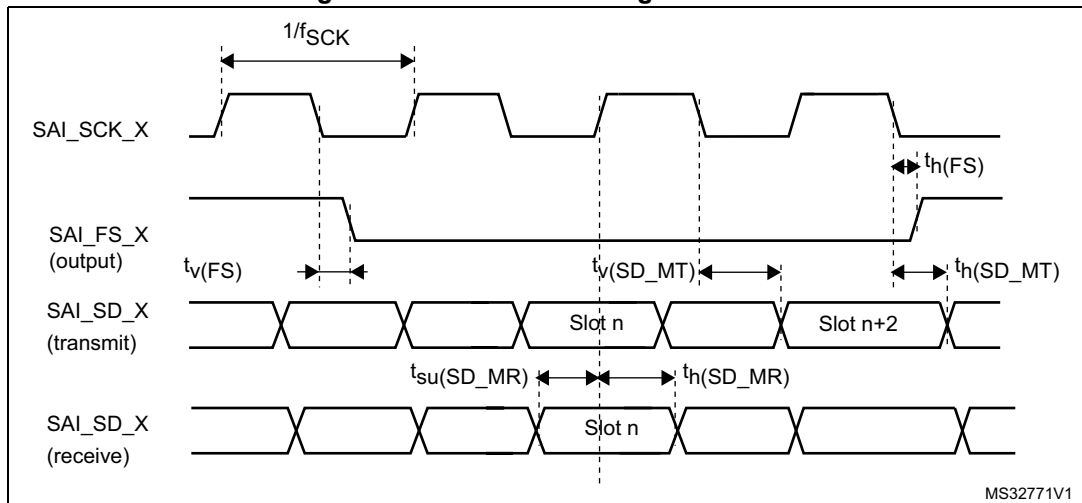 1/fSCK
SAI_SCK_X
th(FS)
SAI_FS_X
(output)
tv(FS)
tv(SD_MT)
th(SD_MT)
SAI_SD_X
(transmit)
Slot n
Slot n+2
tsu(SD_MR)
th(SD_MR)
SAI_SD_X
(receive)
Slot n
MS32771V1